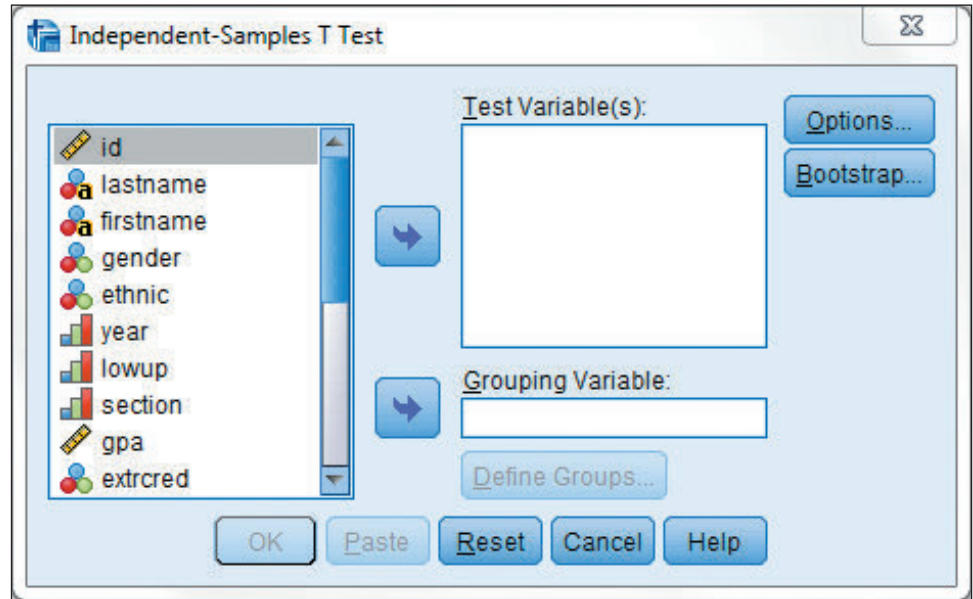 Independent-Samples T Test
id
lastname
firstname
gender
ethnic
year
lowup
section
gpa
extrcred
Test Variable(s):
Grouping Variable:
Define Groups...
Options...
Bootstrap...
OK
Paste
Reset
Cancel
Help